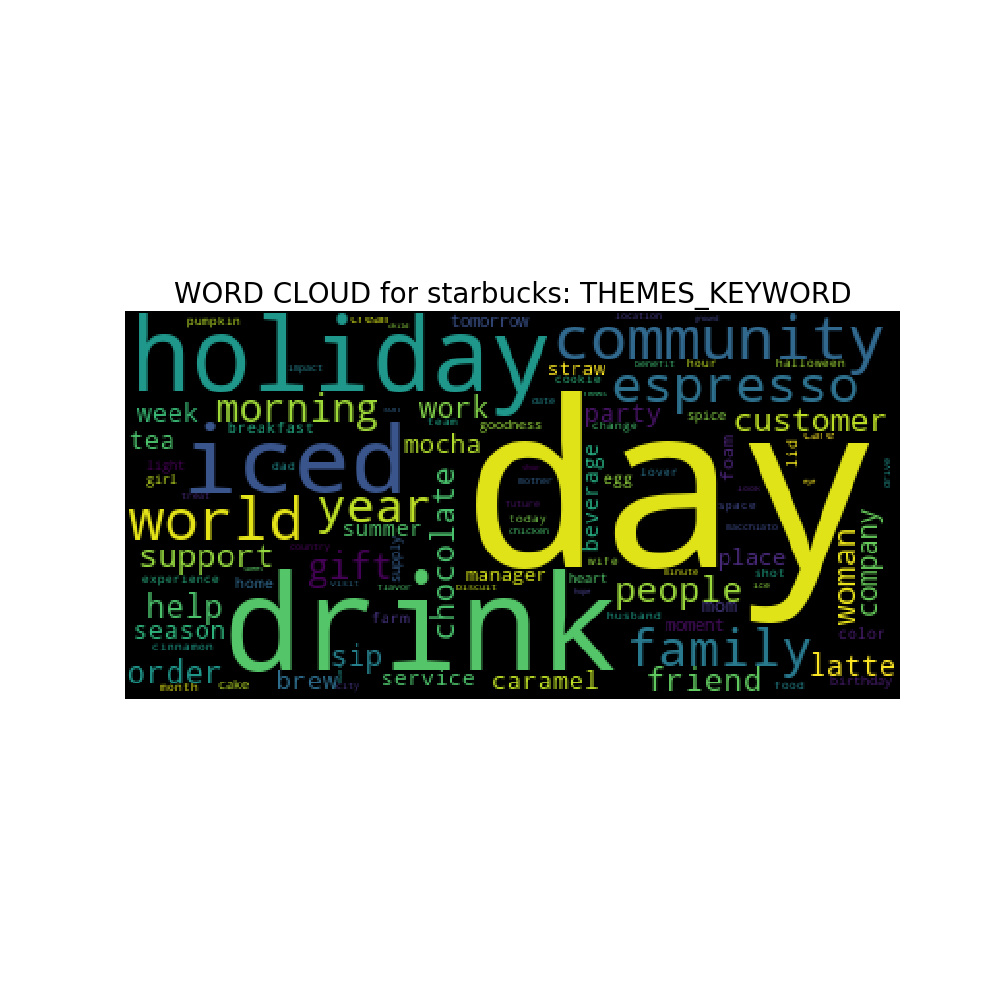 WORD CLOUD for starbucks: THEMES_KEYWORD
pumpkin
cream
child
tomorrow
location
ground
holiday
community
impact
straw
benefit
hour
halloween
cookie
espresso
week
morning
work
date
party
spice
customer
team
goodness
change
breakfast
tea
iced
mocha
day
foam
lid
light
dad
girl
treat
chocolate
beverage
egg
lover
mother
drive
world
year
summer
future
today
chicken
space
macchiato
support
gift
country
supply
visit
wife
place
woman
company
experience
home
flavor
manager
biscuit
heart
minute
shot
ice
hope
people
mom
help
drink
farm
husband
moment
season
color
cinnamon
sip
family
order
brew
city
service
caramel
friend
food
latte
birthday
month
cake